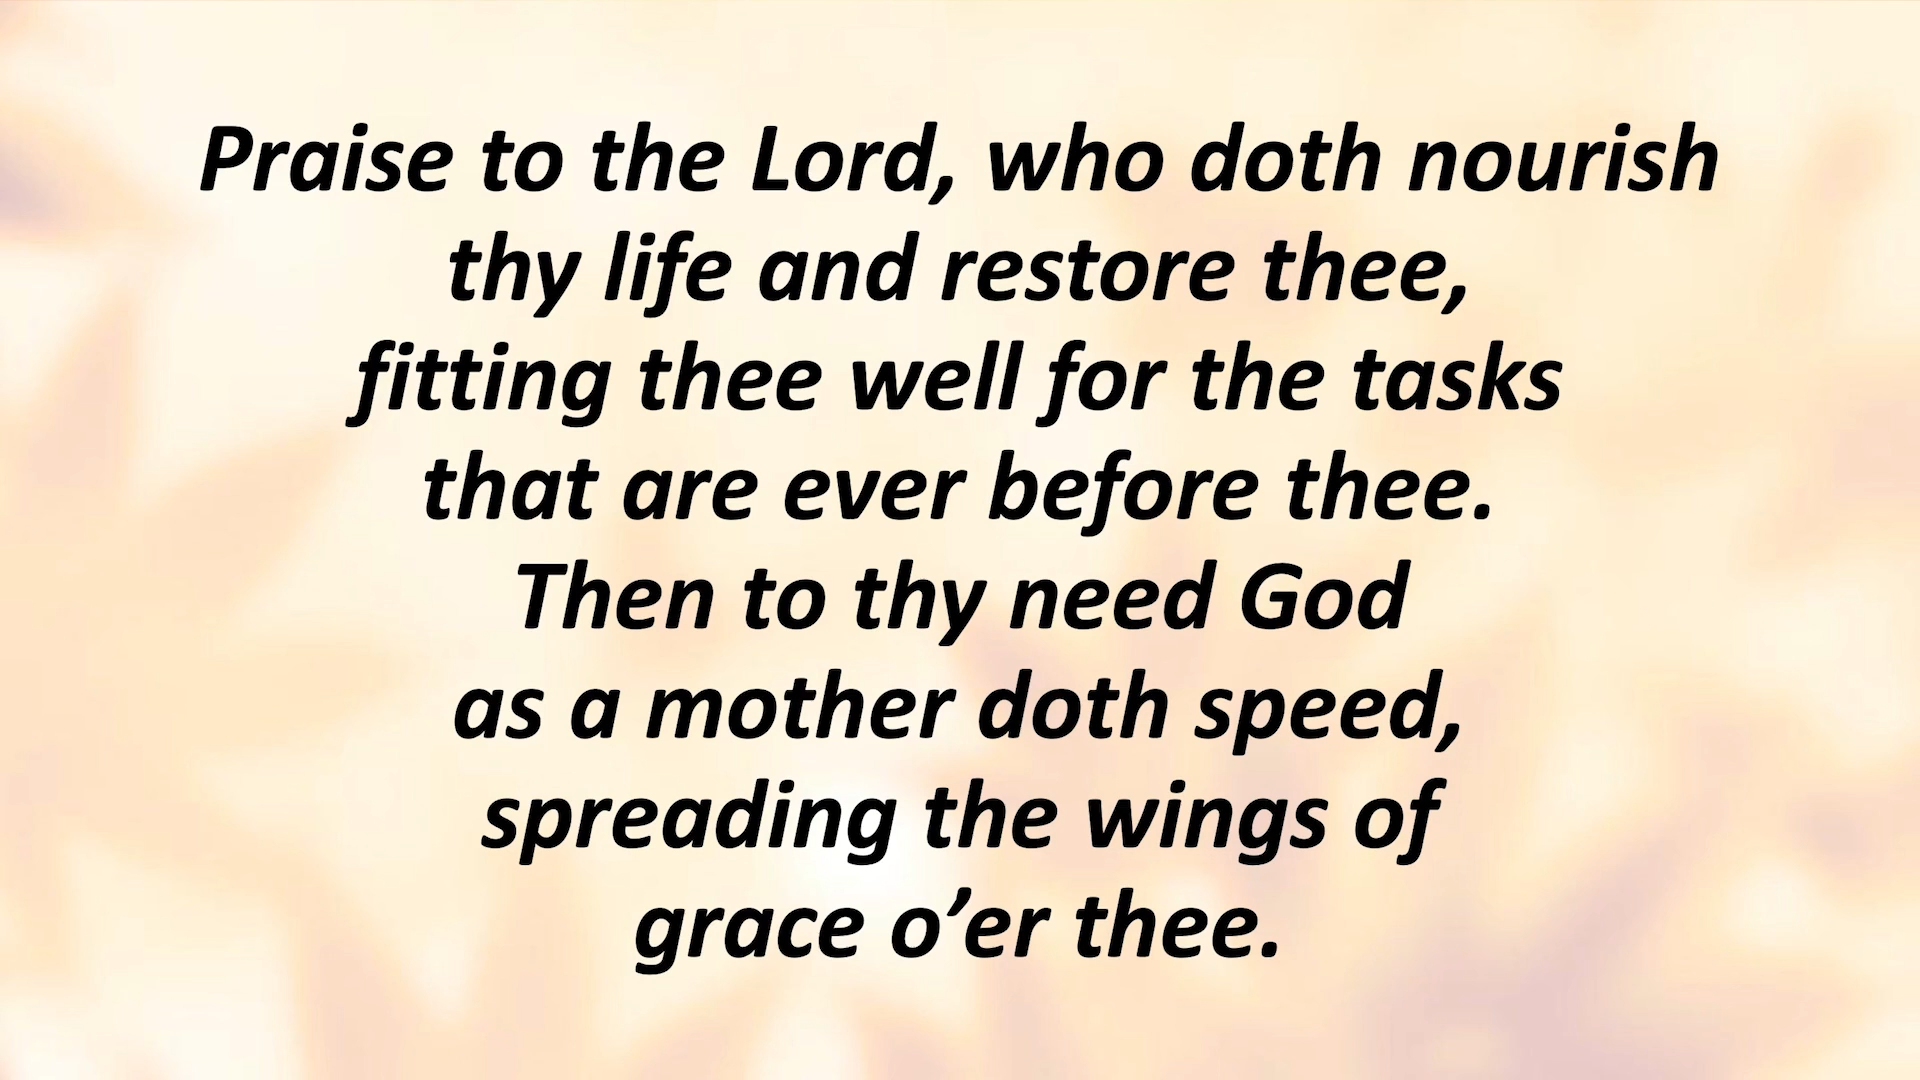 Praise to the Lord, who doth nourish
thy life and restore thee,
fitting thee well for the tasks
that are ever before thee.
Then to thy need God
as a mother doth speed,
spreading the wings of
grace o’er thee.